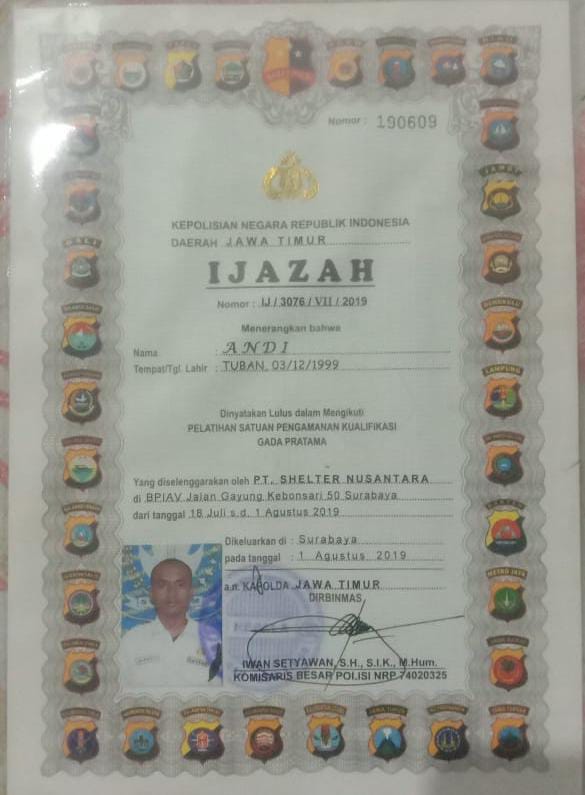 Nomor : 190609
KEPOLISIAN NEGARA REPUBLIK INDONESIA
DAERAH JAWA TIMUR
IJAZAH
Nomor : IJ / 3076 / VII / 2019
Menerangkan bahwa
Nama : ANDI
Tempat/Tgl. Lahir : TUBAN, 03/12/1999
Dinyatakan Lulus dalam Mengikuti
PELATIHAN SATUAN PENGAMANAN KUALIFIKASI
GADA PRATAMA
Yang diselenggarakan oleh PT. SHELTER NUSANTARA
di BPIAV Jalan Gayung Kebonsari 50 Surabaya
dari tanggal 18 Juli s.d. 1 Agustus 2019
Dikeluarkan di : Surabaya
pada tanggal : 1 Agustus 2019
a.n. KAPOLDA JAWA TIMUR
DIRBINMAS
IWAN SETYAWAN, S.H., S.I.K., M.Hum.
KOMISARIS BESAR POLISI NRP 74020325
BALI
JAMBI
BENGKULU
LAMPUNG
BANTEN
METRO JAYA